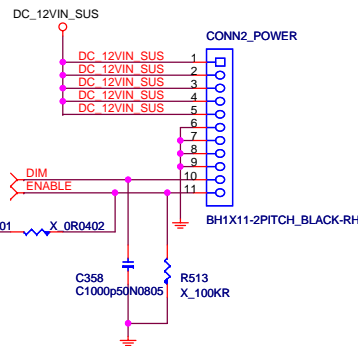 DC_12VIN_SUS
CONN2_POWER
DC_12VIN_SUS 1
DC_12VIN_SUS 2
DC_12VIN_SUS 3
DC_12VIN_SUS 4
DC_12VIN_SUS 5
6
7
8
9
DIM 10
ENABLE 11
BH1X11-2PITCH_BLACK-RH
01 X_0R0402
C358
C1000p50N0805
R513
X_100KR